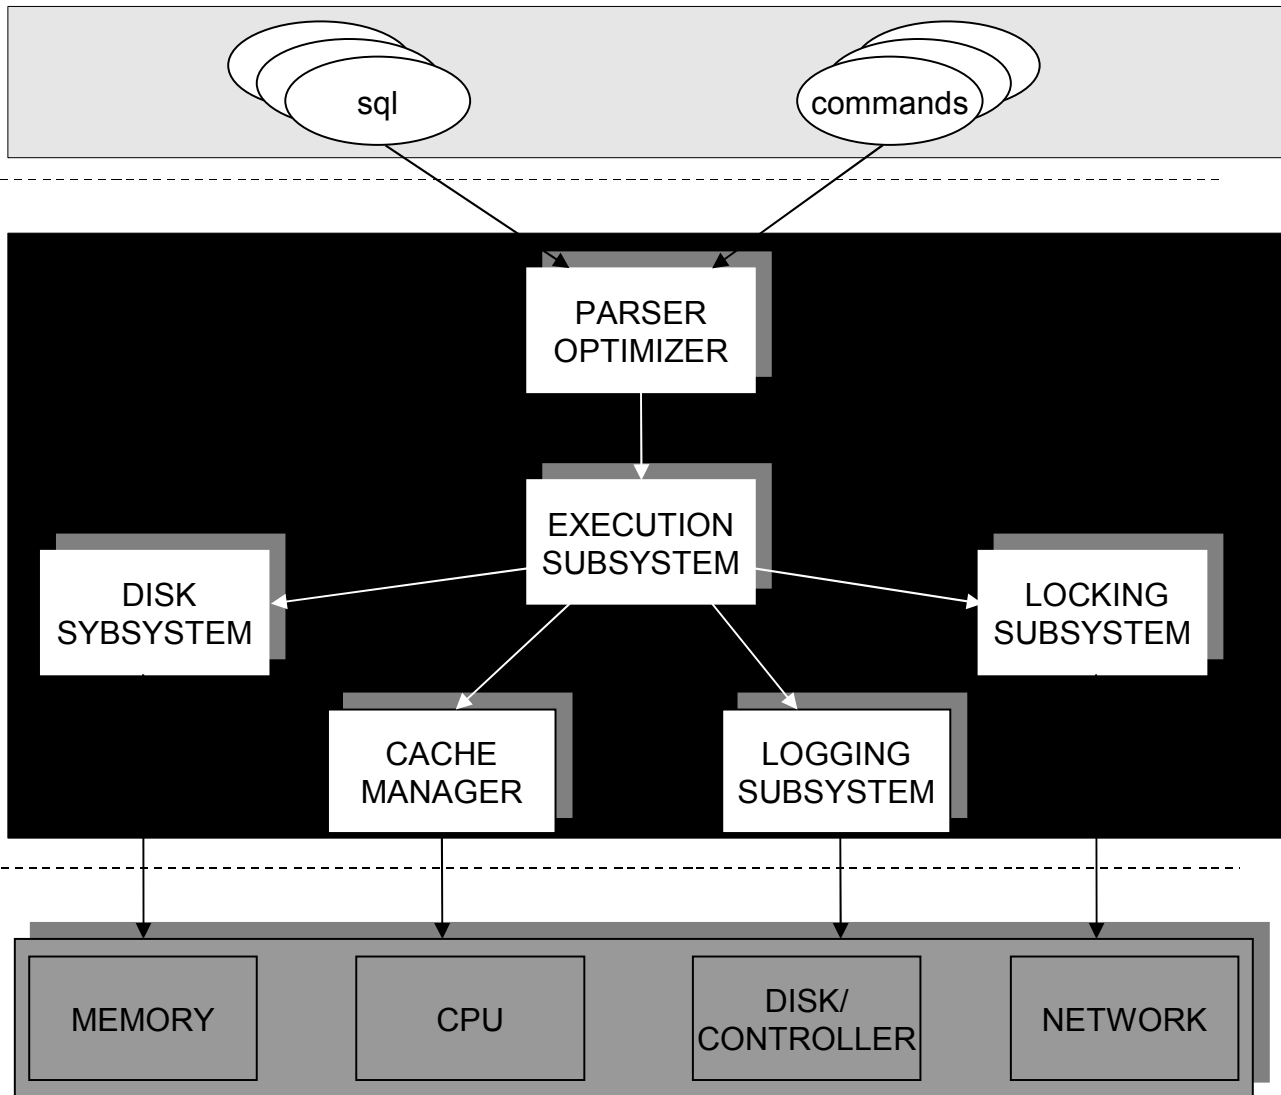 sql
commands
PARSER
OPTIMIZER
EXECUTION
SUBSYSTEM
DISK
SYBSYSTEM
LOCKING
SUBSYSTEM
CACHE
MANAGER
LOGGING
SUBSYSTEM
MEMORY
CPU
DISK/
CONTROLLER
NETWORK